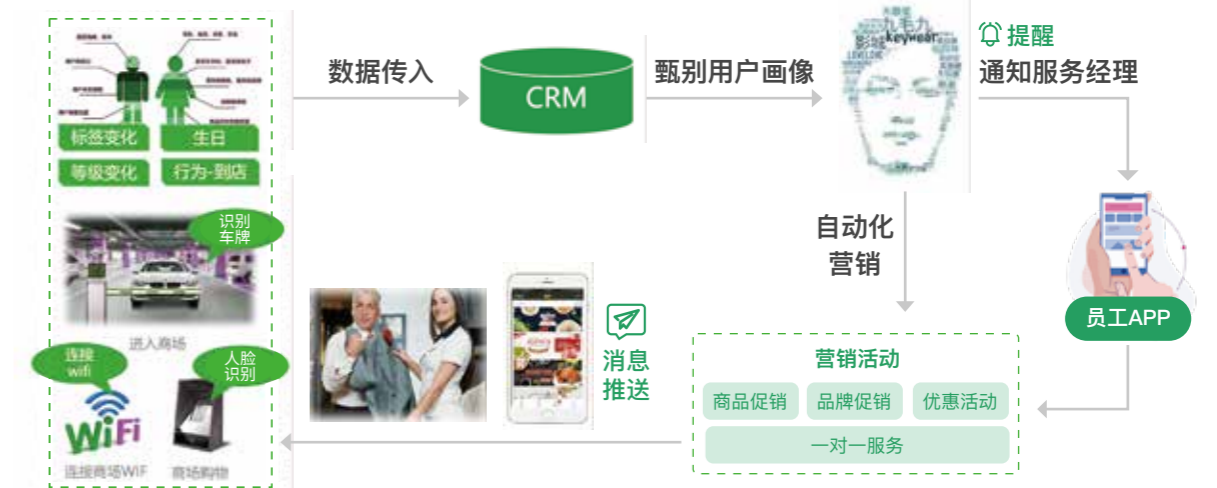 标签变化
生日
等级变化
行为-到店
识别
车牌
进入商场
连接
wifi
人脸
识别
WiFi
连接商场WIF
商场购物
数据传入
CRM
甄别用户画像
九毛九
keywear
LOVELOVE
提醒
通知服务经理
员工APP
自动化
营销
营销活动
商品促销
品牌促销
优惠活动
一对一服务
消息
推送